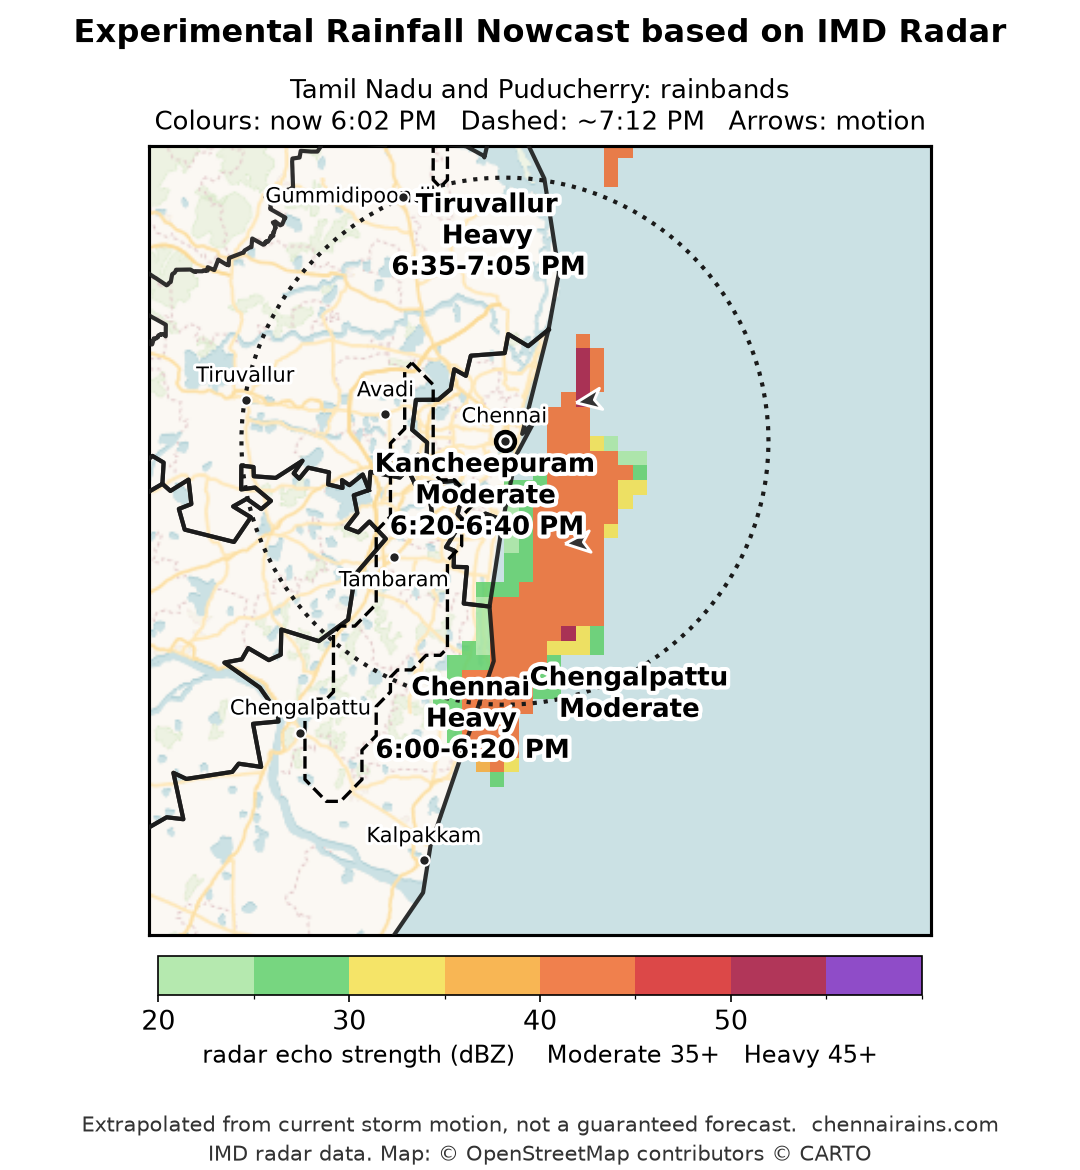 Experimental Rainfall Nowcast based on IMD Radar
Tamil Nadu and Puducherry: rainbands
Colours: now 6:02 PM Dashed: ~7:12 PM Arrows: motion
Tiruvallur
Heavy
6:35-7:05 PM
Tiruvallur
Avadi
Chennai
Kancheepuram
Moderate
6:20-6:40 PM
Tambaram
Chengalpattu
Moderate
Chennai
Heavy
6:00-6:20 PM
Chengalpattu
Kalpakkam
20 30 40 50
radar echo strength (dBZ) Moderate 35+ Heavy 45+
Extrapolated from current storm motion, not a guaranteed forecast. chennairains.com
IMD radar data. Map: © OpenStreetMap contributors © CARTO